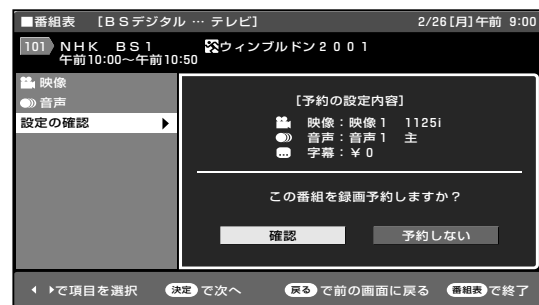 ■番組表 [BSデジタル … テレビ] 2/26[月]午前 9:00
101 NHK BS1 ウィンブルドン2001
午前10:00〜午前10:50
映像
音声
設定の確認
[予約の設定内容]
映像:映像1 1125i
音声:音声1 主
字幕:¥0
この番組を録画予約しますか?
確認 予約しない
で項目を選択 決定で次へ 戻るで前の画面に戻る 番組表で終了